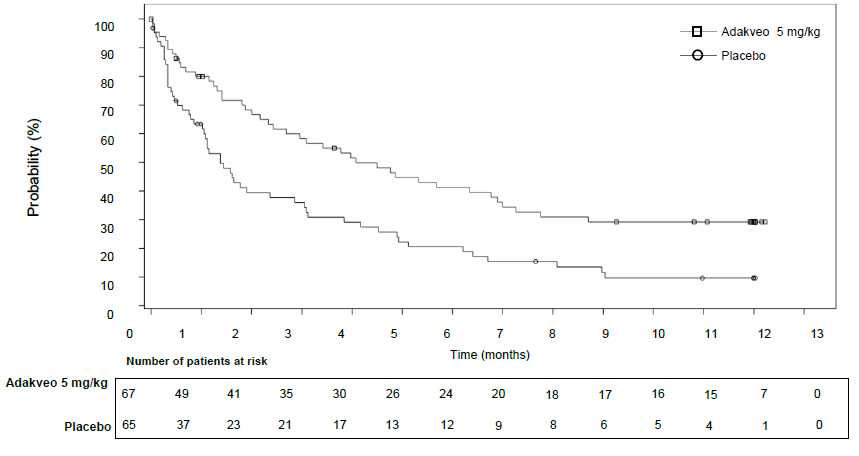 100
90
80
70
60
50
40
30
20
10
0
Probability (%)
Adakveo 5 mg/kg
Placebo
0 1 2 3 4 5 6 7 8 9 10 11 12 13
Time (months)
Number of patients at risk
Adakveo 5 mg/kg 67 49 41 35 30 26 24 20 18 17 16 15 7 0
Placebo 65 37 23 21 17 13 12 9 8 6 5 4 1 0